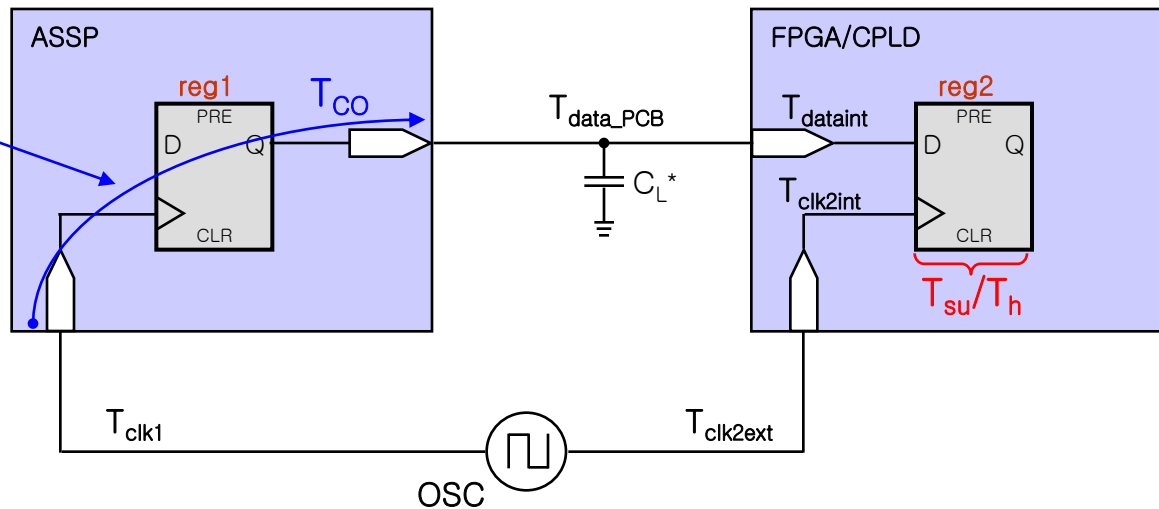 ASSP
FPGA/CPLD
reg1
T_CO
reg2
PRE
D
Q
CLR
T_data_PCB
C_L*
T_dataint
T_clk2int
PRE
D
Q
CLR
T_su/T_h
T_clk1
T_clk2ext
OSC